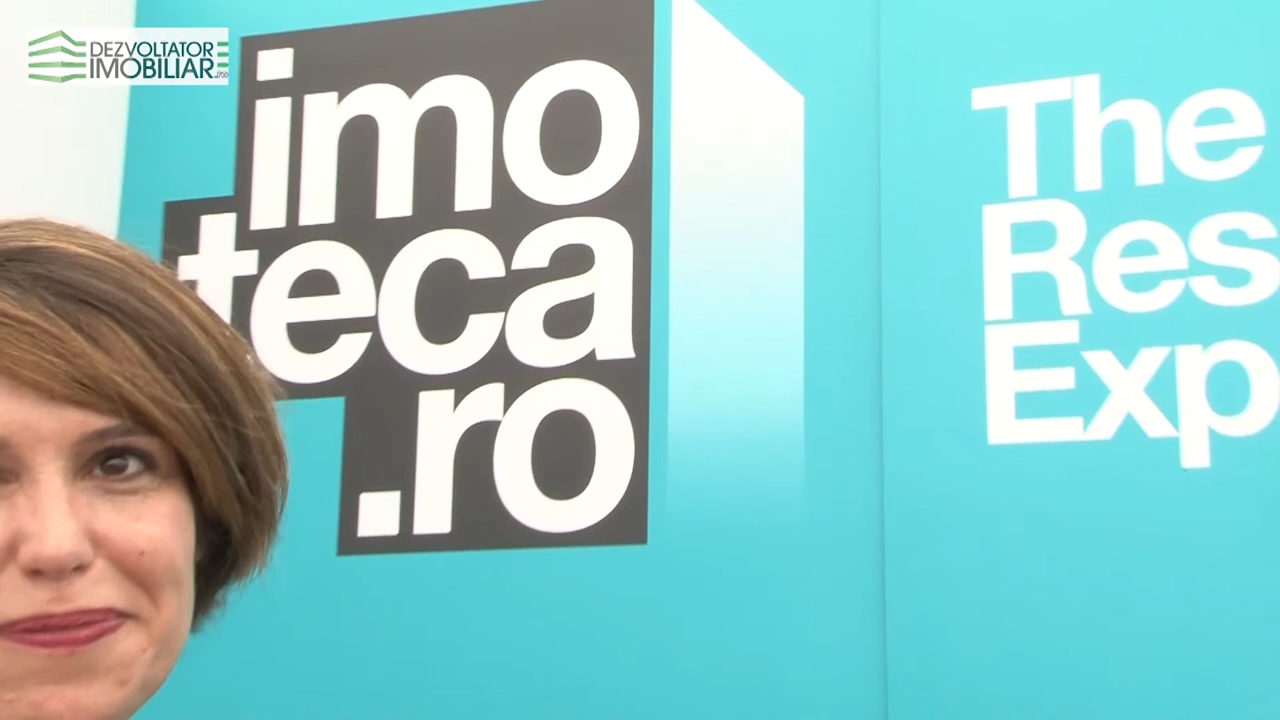 DEZVOLTATOR
IMOBILIAR.ro
imo
teca
.ro
The
Res
Exp